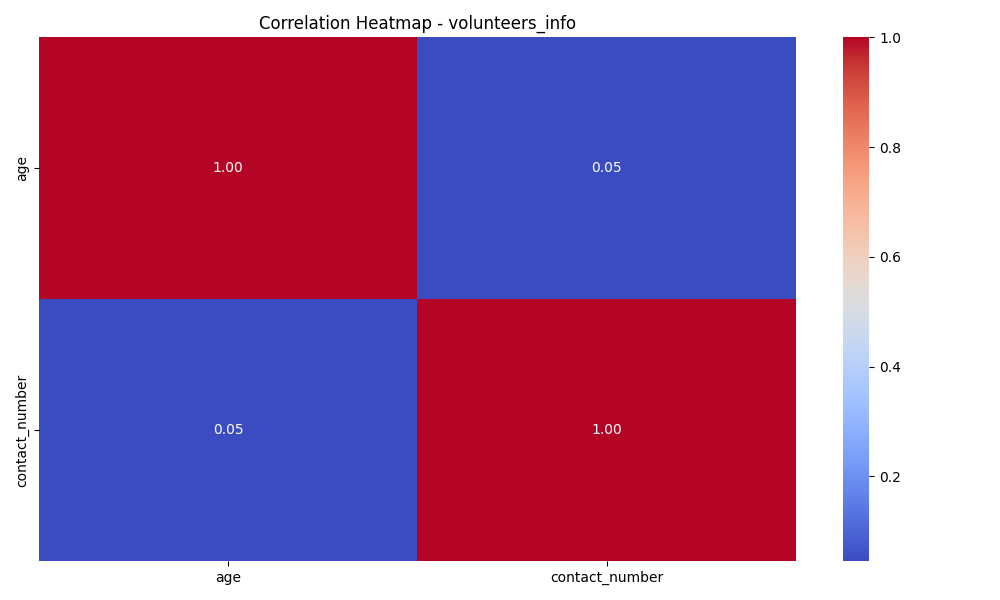 Correlation Heatmap - volunteers_info
age
1.00
0.05
contact_number
0.05
1.00
age
contact_number
1.0
0.8
0.6
0.4
0.2